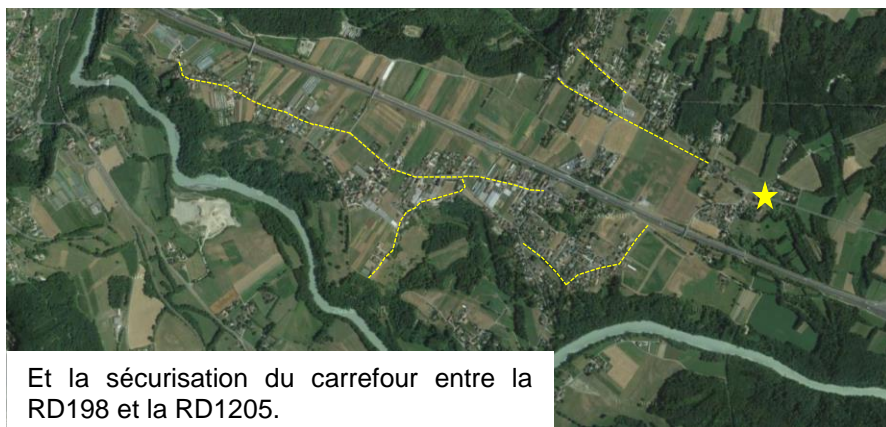 Et la sécurisation du carrefour entre la
RD198 et la RD1205.